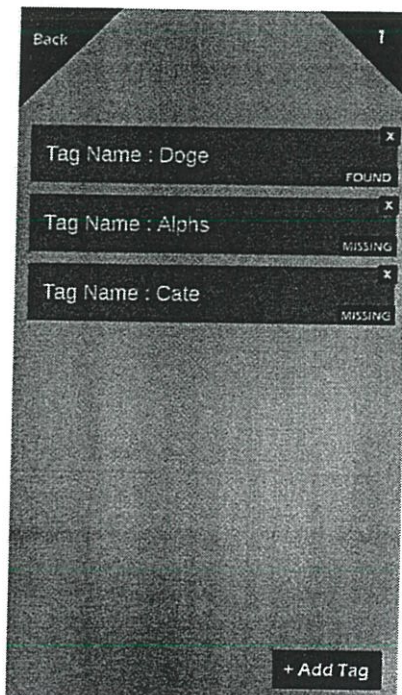 Back
Tag Name : Doge
x
FOUND
Tag Name : Alphs
x
MISSING
Tag Name : Cate
x
MISSING
+ Add Tag